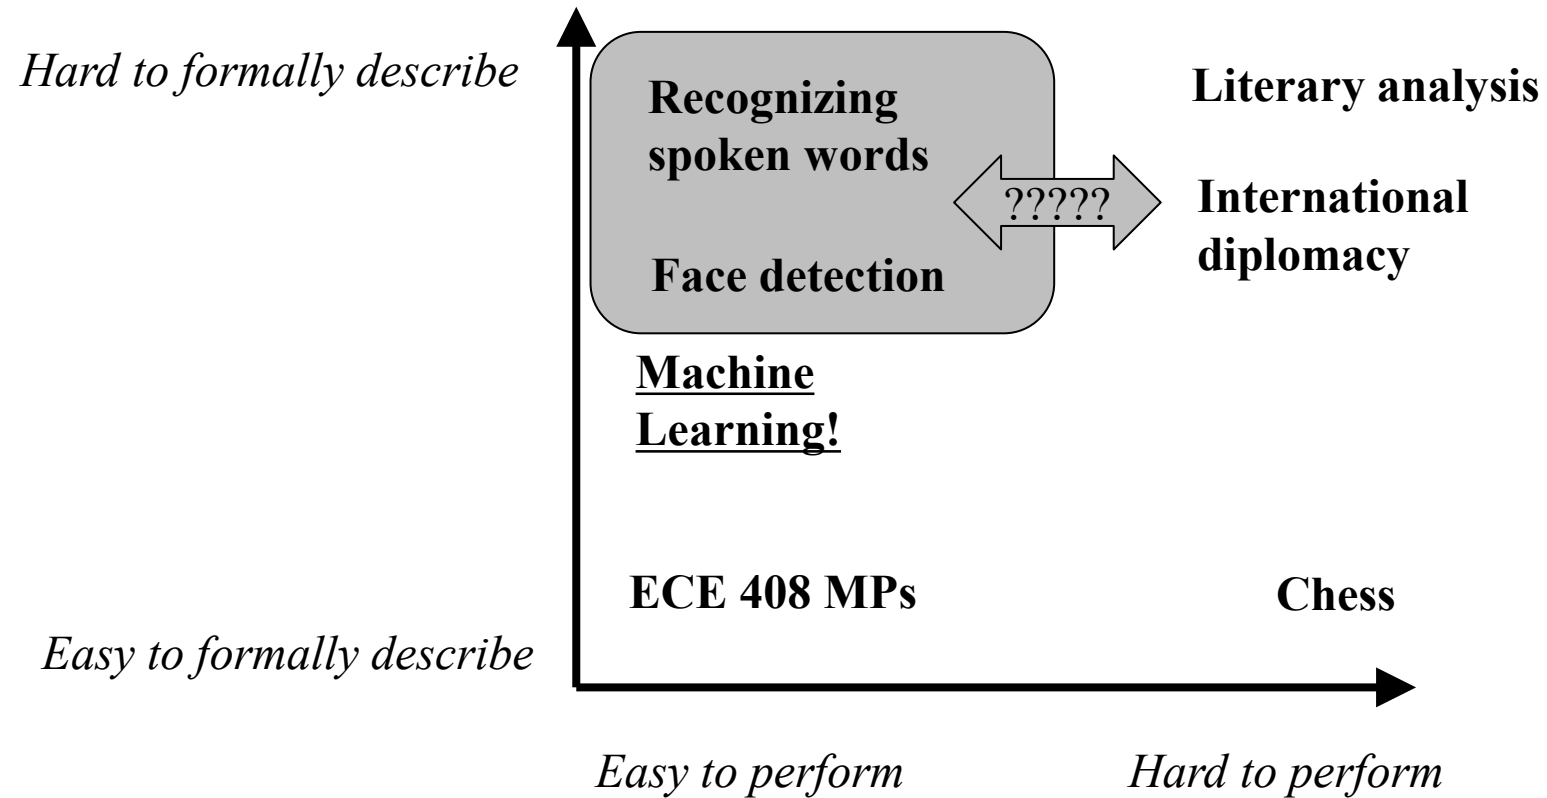 Hard to formally describe
Recognizing
spoken words
Literary analysis
?????
International
diplomacy
Face detection
Machine
Learning!
ECE 408 MPs
Chess
Easy to formally describe
Easy to perform
Hard to perform